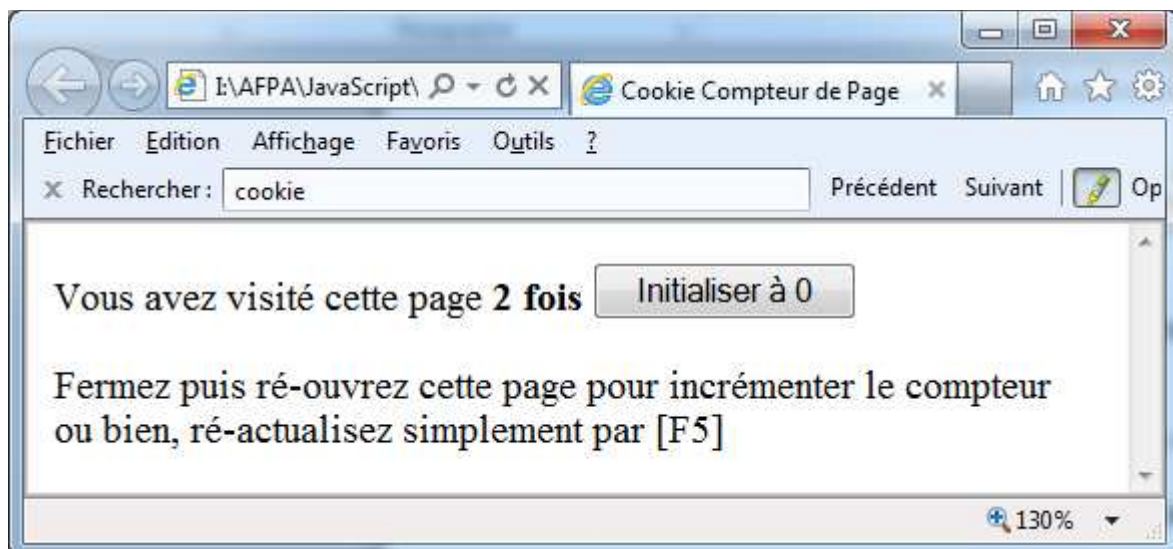 I:\AFPA\JavaScript\
Cookie Compteur de Page
Fichier Edition Affichage Favoris Outils ?
Rechercher : cookie Précédent Suivant Op
Vous avez visité cette page 2 fois Initialiser à 0
Fermez puis ré-ouvrez cette page pour incrémenter le compteur
ou bien, ré-actualisez simplement par [F5]
130%